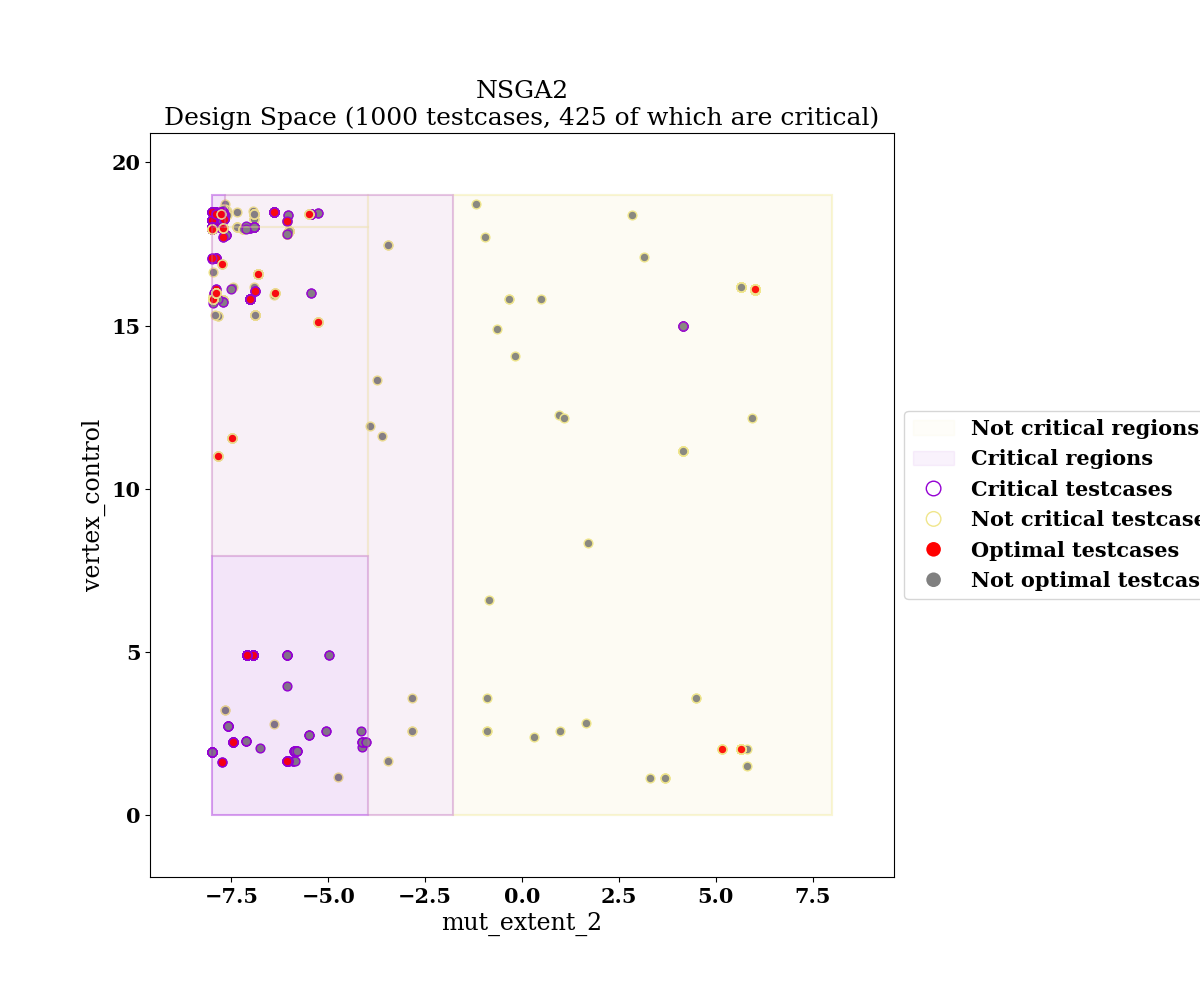 NSGA2
Design Space (1000 testcases, 425 of which are critical)
20
15
10
5
0
vertex_control
−7.5 −5.0 −2.5 0.0 2.5 5.0 7.5
mut_extent_2
Not critical regions
Critical regions
Critical testcases
Not critical testcase
Optimal testcases
Not optimal testcas